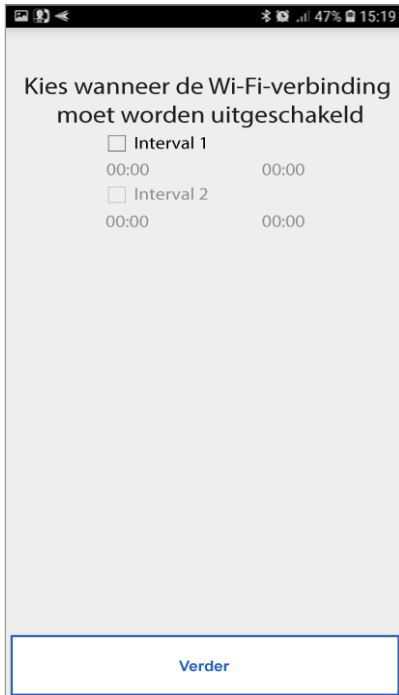 47% 15:19
Kies wanneer de Wi-Fi-verbinding
moet worden uitgeschakeld
Interval 1
00:00 00:00
Interval 2
00:00 00:00
Verder